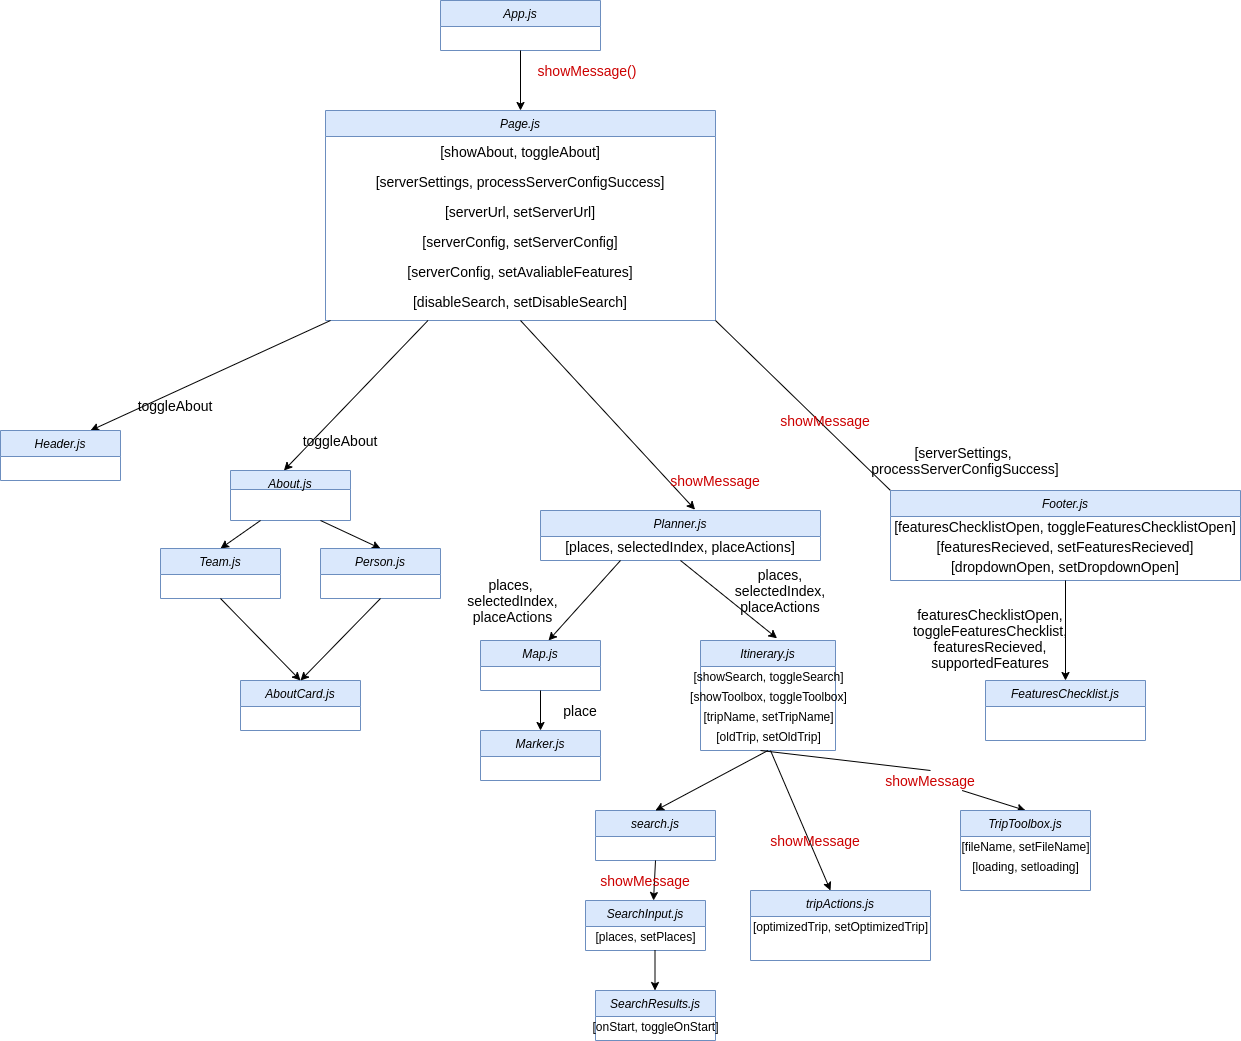 App.js
showMessage()
Page.js
[showAbout, toggleAbout]
[serverSettings, processServerConfigSuccess]
[serverUrl, setServerUrl]
[serverConfig, setServerConfig]
[serverConfig, setAvaliableFeatures]
[disableSearch, setDisableSearch]
toggleAbout
toggleAbout
showMessage
showMessage
[serverSettings,
processServerConfigSuccess]
Header.js
About.js
Team.js
Person.js
AboutCard.js
Planner.js
[places, selectedIndex, placeActions]
Footer.js
[featuresChecklistOpen, toggleFeaturesChecklistOpen]
[featuresRecieved, setFeaturesRecieved]
[dropdownOpen, setDropdownOpen]
places,
selectedIndex,
placeActions
places,
selectedIndex,
placeActions
featuresChecklistOpen,
toggleFeaturesChecklist,
featuresRecieved,
supportedFeatures
Map.js
place
Marker.js
Itinerary.js
[showSearch, toggleSearch]
[showToolbox, toggleToolbox]
[tripName, setTripName]
[oldTrip, setOldTrip]
FeaturesChecklist.js
showMessage
search.js
showMessage
TripToolbox.js
[fileName, setFileName]
[loading, setloading]
showMessage
SearchInput.js
[places, setPlaces]
tripActions.js
[optimizedTrip, setOptimizedTrip]
SearchResults.js
[onStart, toggleOnStart]